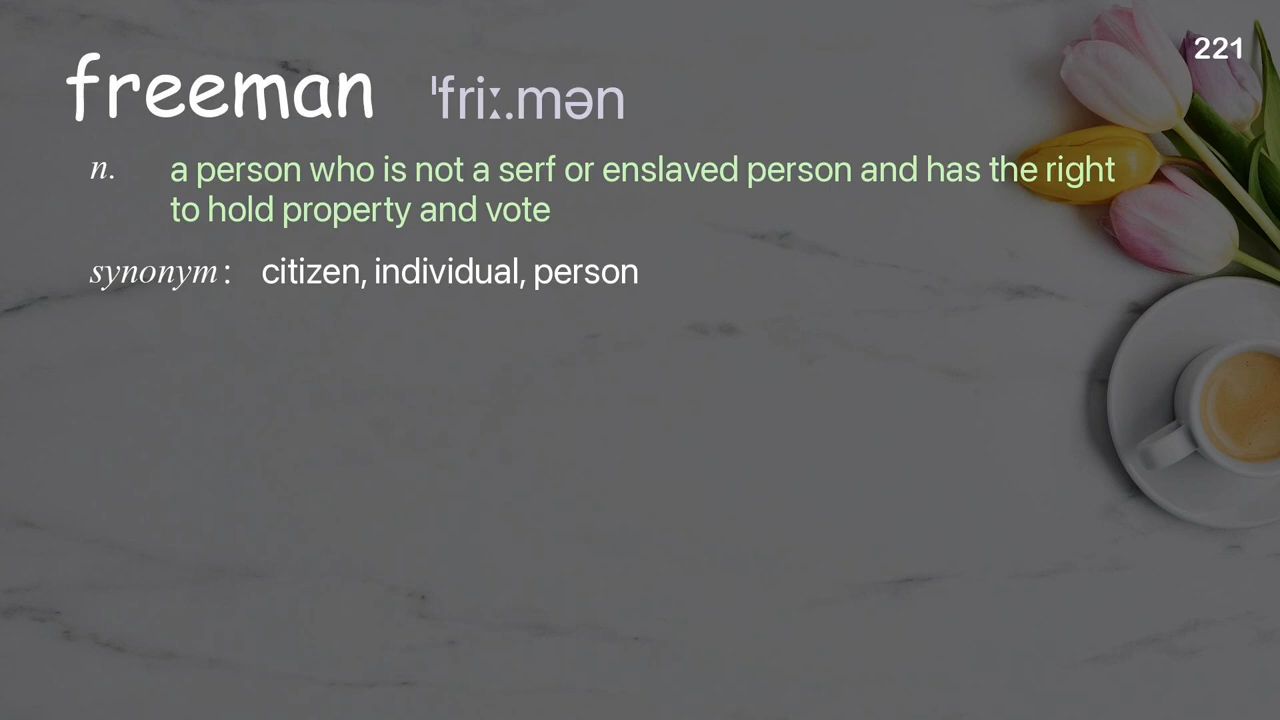 221
freeman ˈfriː.mən
n. a person who is not a serf or enslaved person and has the right
to hold property and vote
synonym: citizen, individual, person